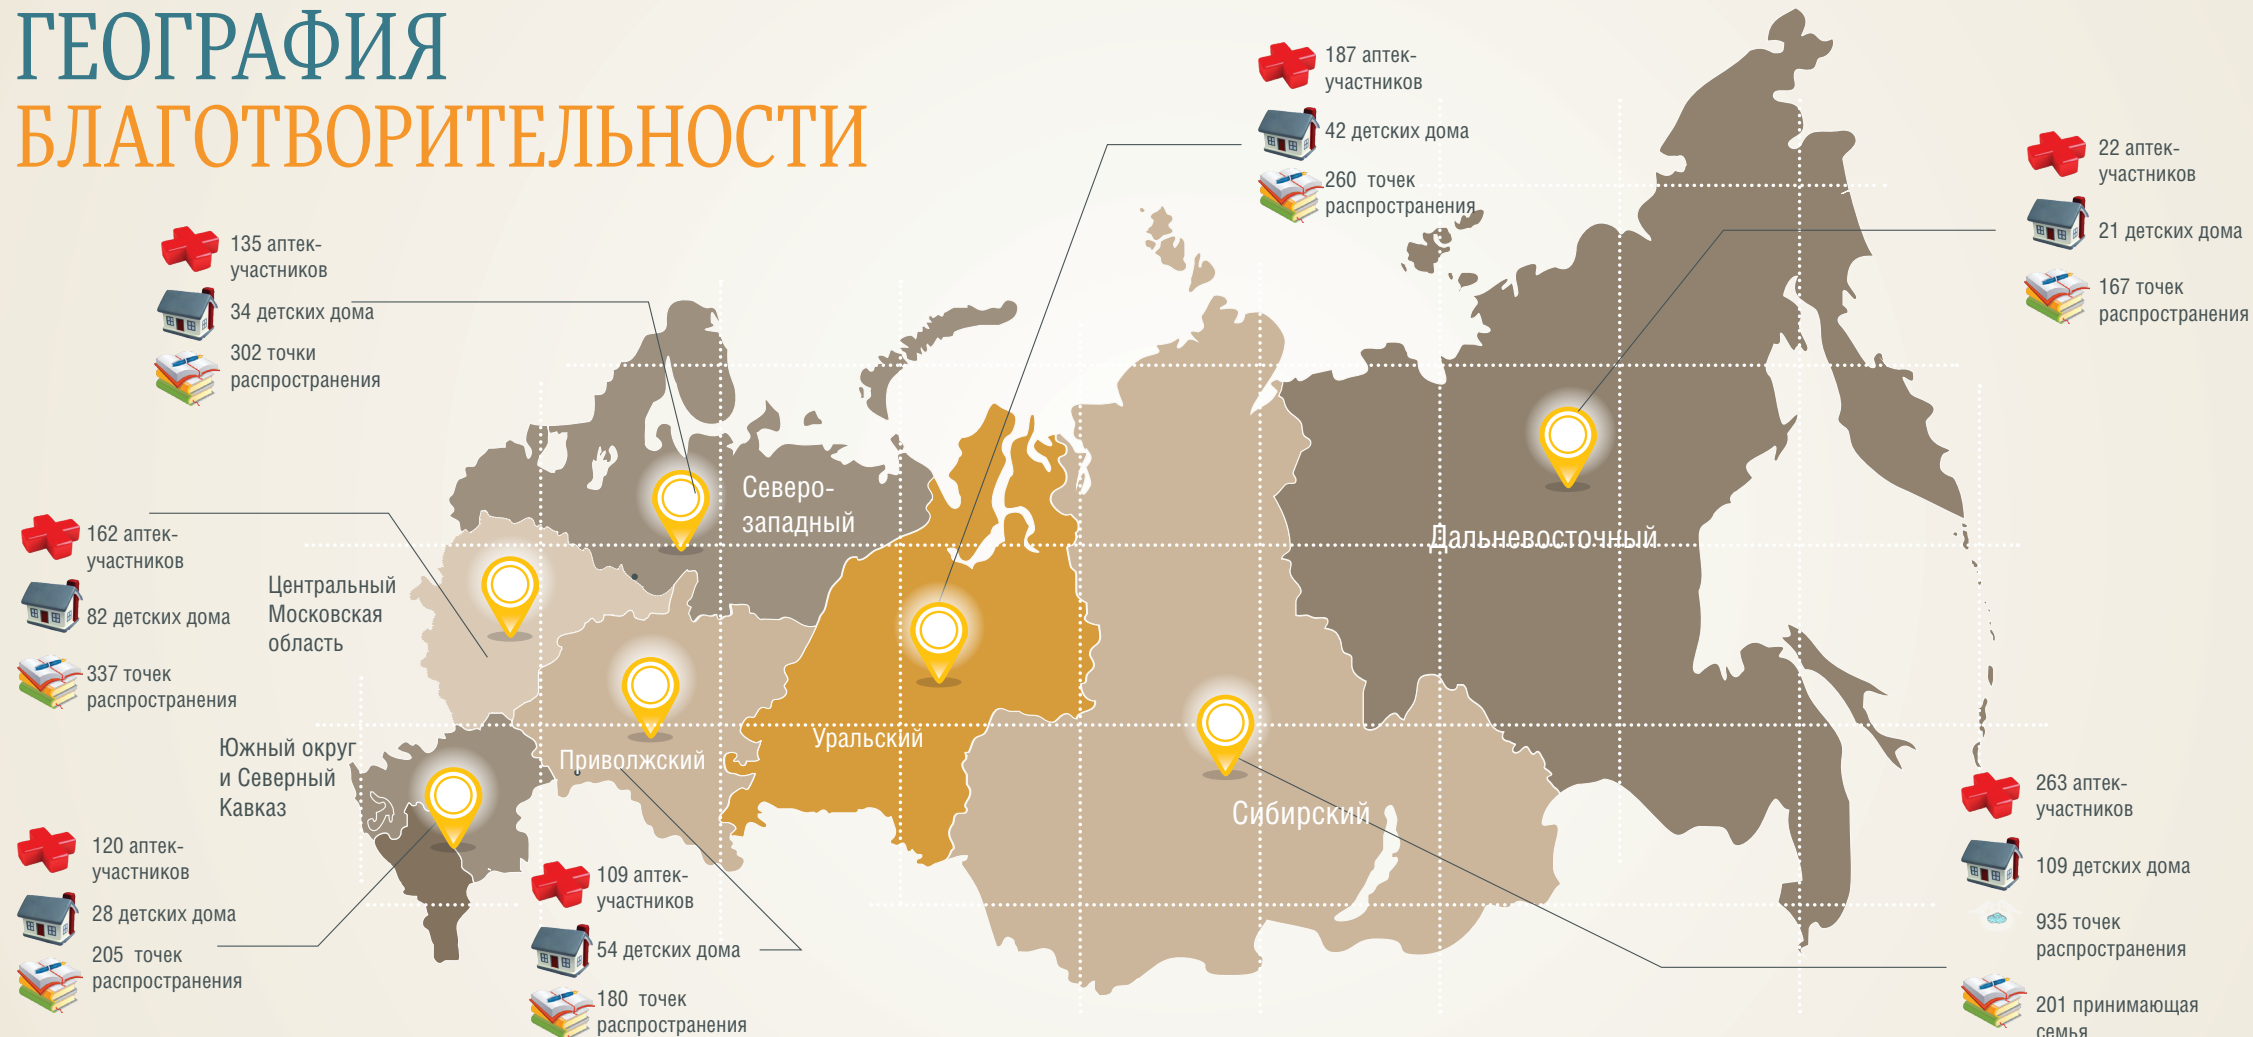 ГЕОГРАФИЯ
БЛАГОТВОРИТЕЛЬНОСТИ
187 аптек-
участников
42 детских дома
260 точек
распространения
22 аптек-
участников
21 детских дома
167 точек
распространения
135 аптек-
участников
34 детских дома
302 точки
распространения
Северо-
западный
Дальневосточный
162 аптек-
участников
82 детских дома
337 точек
распространения
Центральный
Московская
область
Южный округ
и Северный
Кавказ
Приволжский
Уральский
Сибирский
120 аптек-
участников
28 детских дома
205 точек
распространения
109 аптек-
участников
54 детских дома
180 точек
распространения
263 аптек-
участников
109 детских дома
935 точек
распространения
201 принимающая
семья